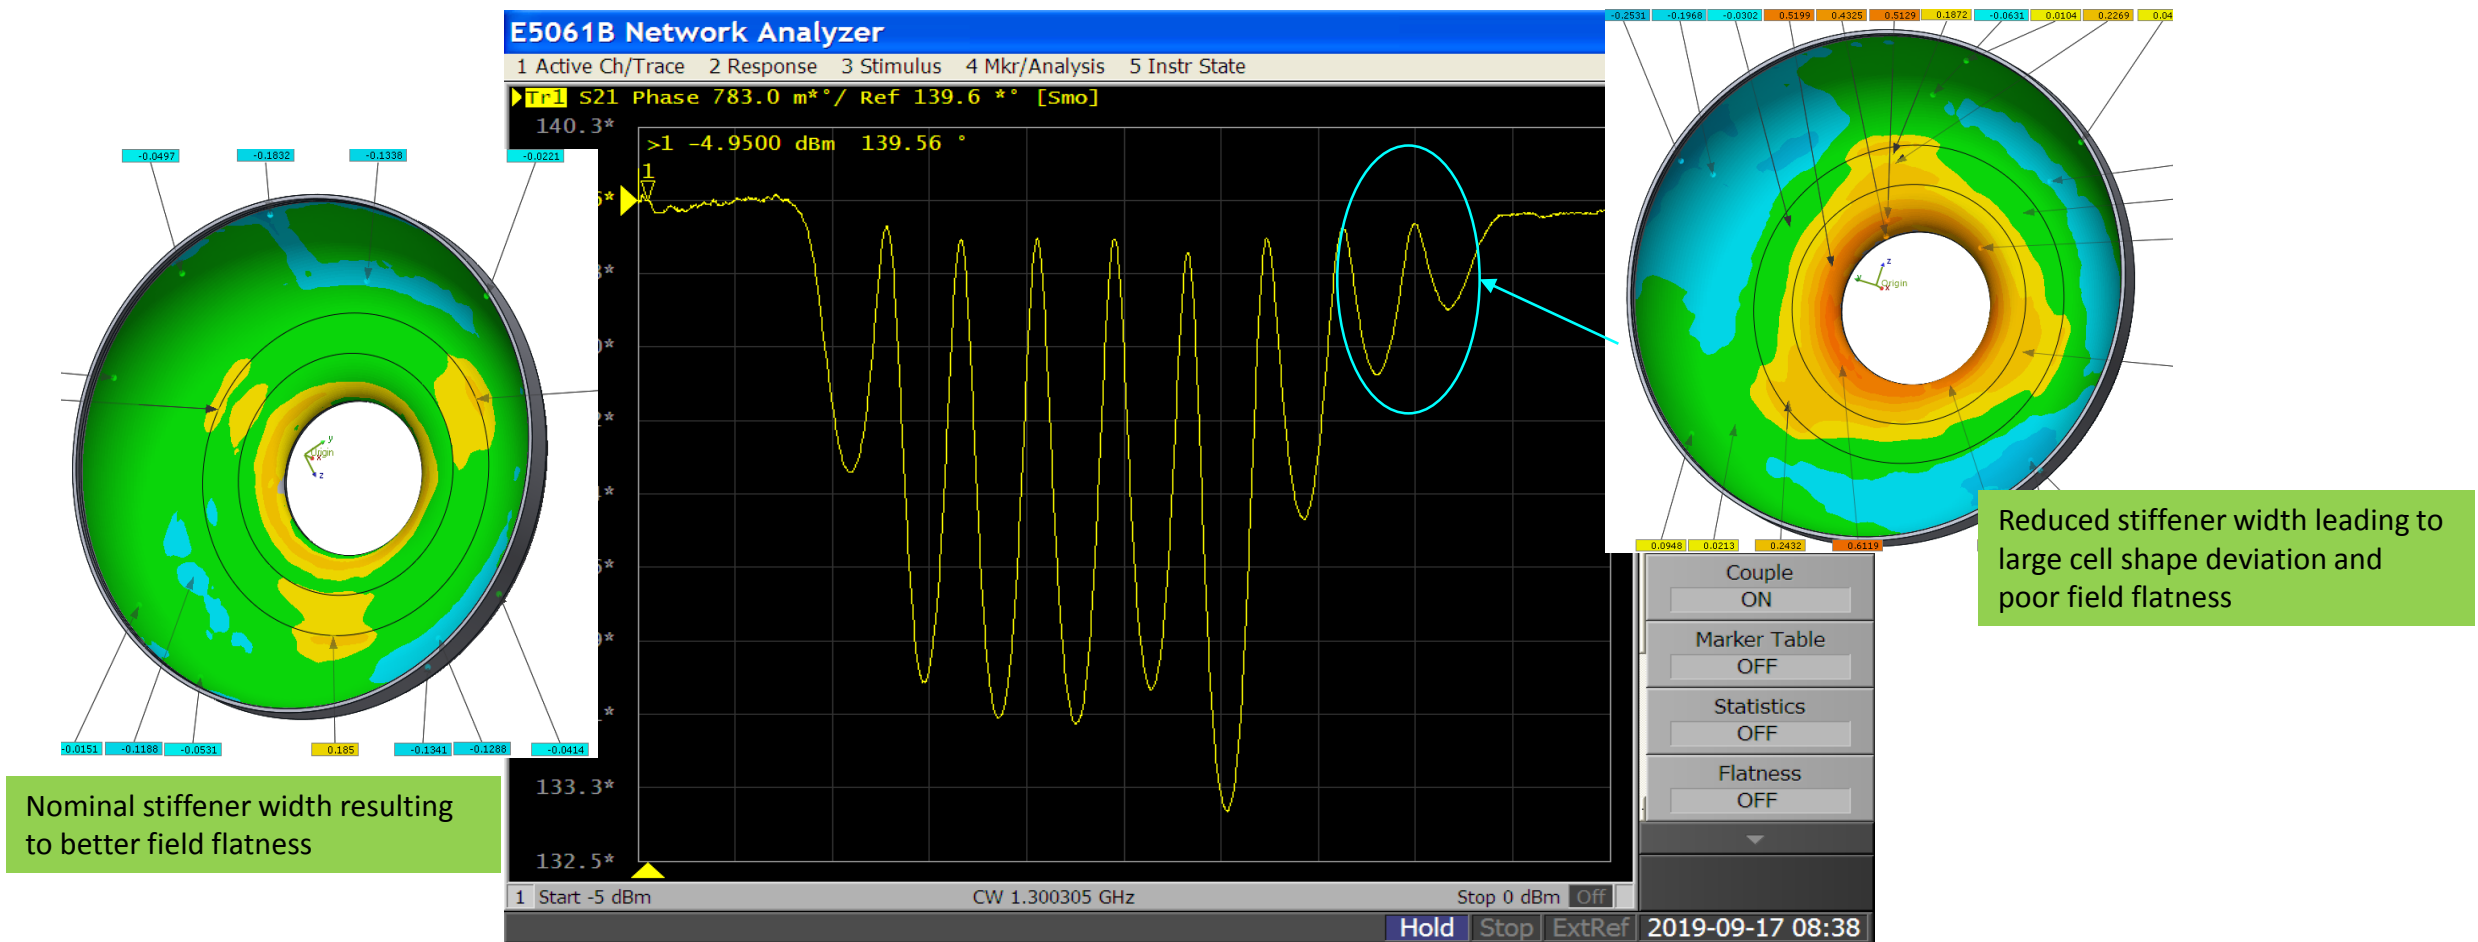 E5061B Network Analyzer
1 Active Ch/Trace 2 Response 3 Stimulus 4 Mkr/Analysis 5 Instr State
Tr1 S21 Phase 783.0 m*°/ Ref 139.6 *° [Smo]
140.3*
>1 -4.9500 dBm 139.56 °
1
133.3*
132.5*
1 Start -5 dBm CW 1.300305 GHz Stop 0 dBm Off
Hold Stop ExtRef 2019-09-17 08:38
Couple
ON
Marker Table
OFF
Statistics
OFF
Flatness
OFF
-0.0497 -0.1832 -0.1338 -0.0221
y
Origin
x
z
-0.0151 -0.1188 -0.0531 0.185 -0.1341 -0.1288 -0.0414
Nominal stiffener width resulting
to better field flatness
-0.2531 -0.1968 -0.0302 0.5199 0.4325 0.5129 0.1872 -0.0631 0.0104 0.2269 0.04
z
y
Origin
x
0.0948 0.0213 0.2432 0.6119
Reduced stiffener width leading to
large cell shape deviation and
poor field flatness